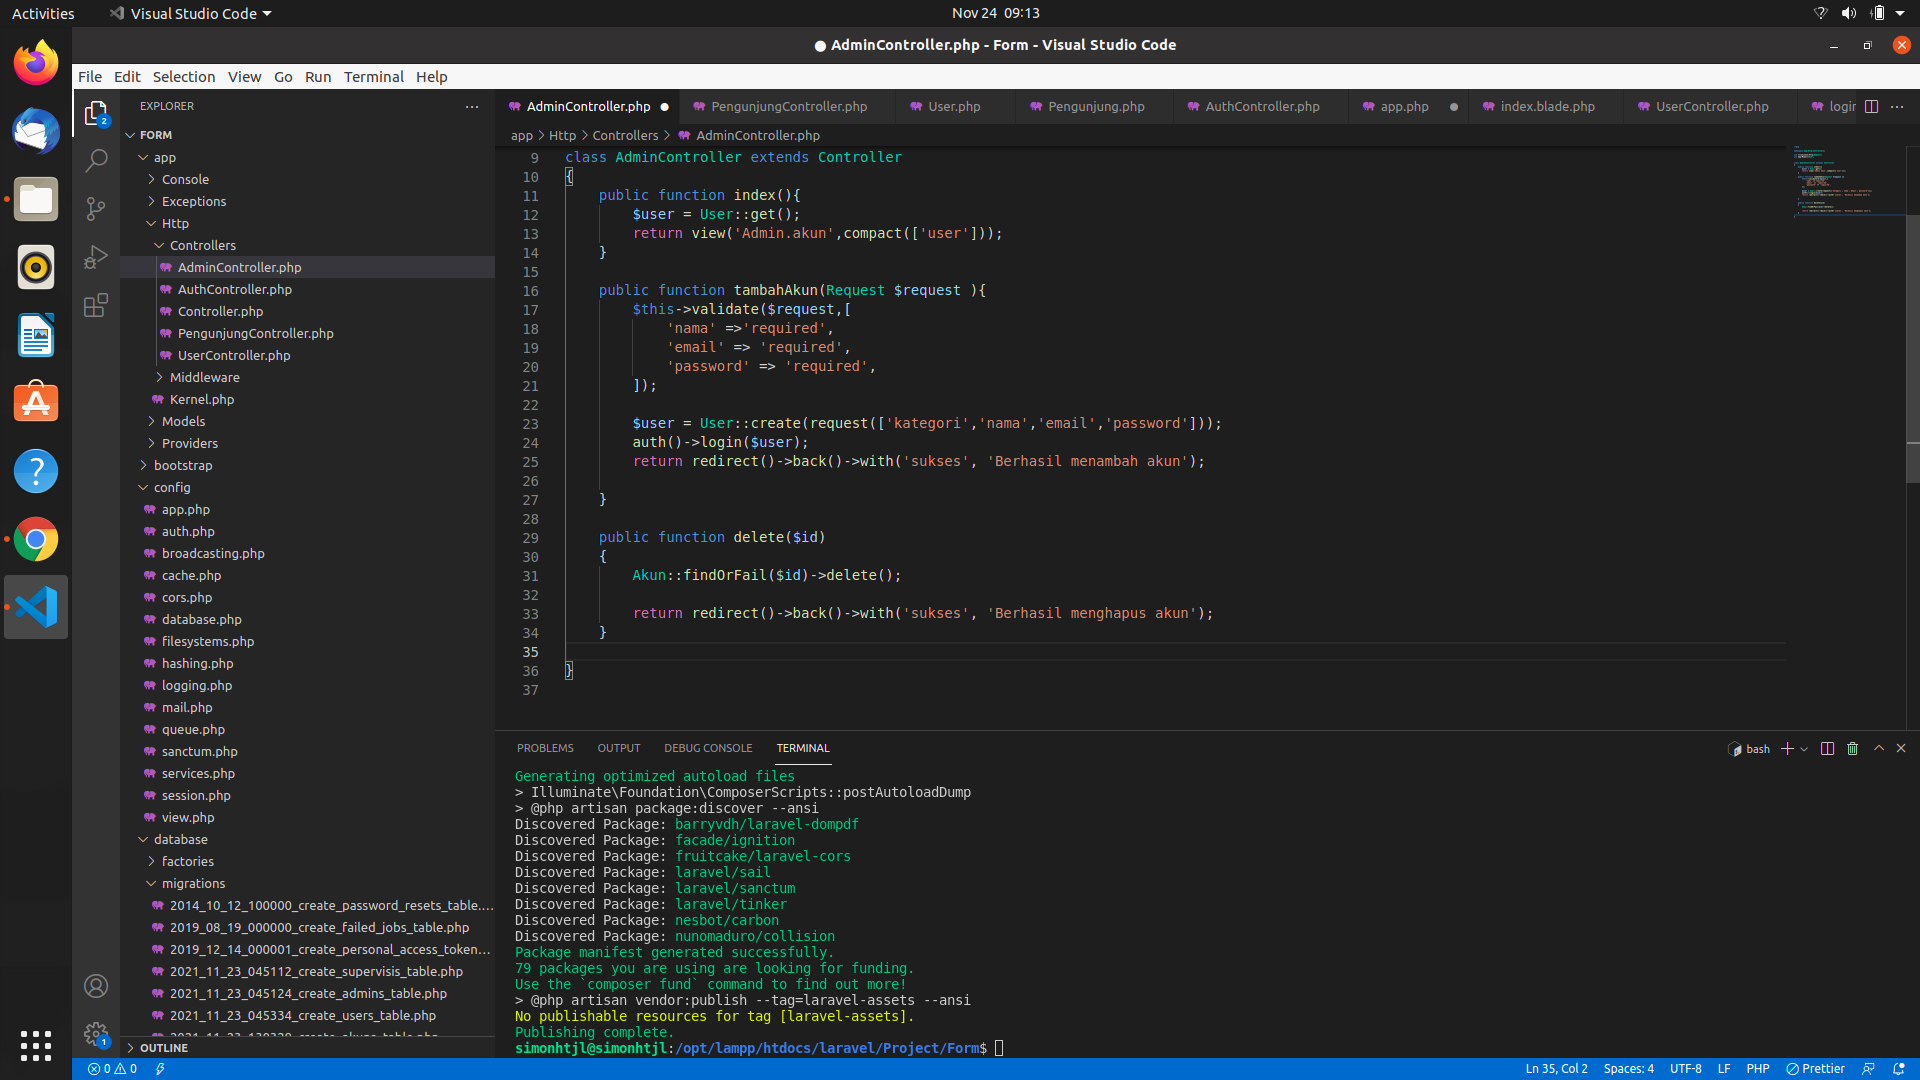 Activities
Visual Studio Code
Nov 24 09:13
AdminController.php - Form - Visual Studio Code
File Edit Selection View Go Run Terminal Help
EXPLORER
FORM
app
Console
Exceptions
Http
Controllers
AdminController.php
AuthController.php
Controller.php
PengunjungController.php
UserController.php
Middleware
Kernel.php
Models
Providers
bootstrap
config
app.php
auth.php
broadcasting.php
cache.php
cors.php
database.php
filesystems.php
hashing.php
logging.php
mail.php
queue.php
sanctum.php
services.php
session.php
view.php
database
factories
migrations
2014_10_12_100000_create_password_resets_table....
2019_08_19_000000_create_failed_jobs_table.php
2019_12_14_000001_create_personal_access_token...
2021_11_23_045112_create_supervisis_table.php
2021_11_23_045124_create_admins_table.php
2021_11_23_045334_create_users_table.php
OUTLINE
2
1
AdminController.php PengunjungController.php User.php Pengunjung.php AuthController.php app.php index.blade.php UserController.php login
app > Http > Controllers > AdminController.php
9 class AdminController extends Controller
10 {
11 public function index(){
12 $user = User::get();
13 return view('Admin.akun',compact(['user']));
14 }
15
16 public function tambahAkun(Request $request ){
17 $this->validate($request,[
18 'nama' =>'required',
19 'email' => 'required',
20 'password' => 'required',
21 ]);
22
23 $user = User::create(request(['kategori','nama','email','password']));
24 auth()->login($user);
25 return redirect()->back()->with('sukses', 'Berhasil menambah akun');
26
27 }
28
29 public function delete($id)
30 {
31 Akun::findOrFail($id)->delete();
32
33 return redirect()->back()->with('sukses', 'Berhasil menghapus akun');
34 }
35
36 }
37
PROBLEMS OUTPUT DEBUG CONSOLE TERMINAL
bash
Generating optimized autoload files
> Illuminate\Foundation\ComposerScripts::postAutoloadDump
> @php artisan package:discover --ansi
Discovered Package: barryvdh/laravel-dompdf
Discovered Package: facade/ignition
Discovered Package: fruitcake/laravel-cors
Discovered Package: laravel/sail
Discovered Package: laravel/sanctum
Discovered Package: laravel/tinker
Discovered Package: nesbot/carbon
Discovered Package: nunomaduro/collision
Package manifest generated successfully.
79 packages you are using are looking for funding.
Use the `composer fund` command to find out more!
> @php artisan vendor:publish --tag=laravel-assets --ansi
No publishable resources for tag [laravel-assets].
Publishing complete.
simonhtjl@simonhtjl:/opt/lampp/htdocs/laravel/Project/Form$
0 0
Ln 35, Col 2 Spaces: 4 UTF-8 LF PHP Prettier